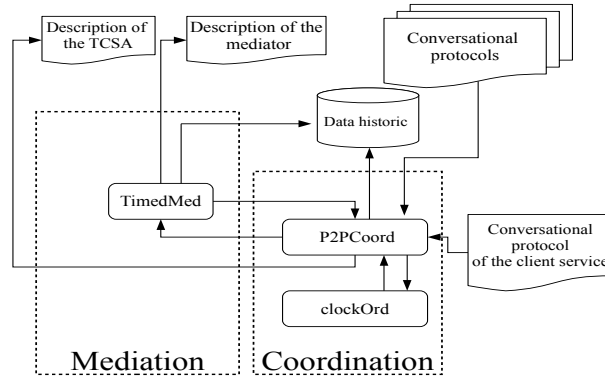 Description of
the TCSA
Description of the
mediator
Conversational
protocols
Data historic
TimedMed
P2PCoord
Conversational
protocol
of the client service
clockOrd
Mediation
Coordination